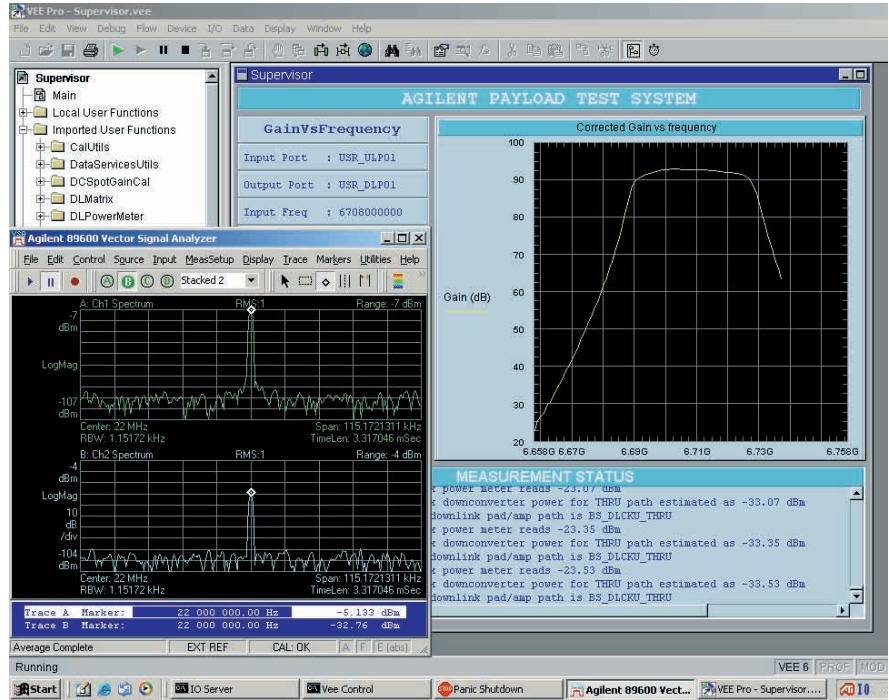 VEE Pro - Supervisor.vee
File Edit View Debug Flow Device I/O Data Display Window Help
Supervisor
Main
Local User Functions
Imported User Functions
CalUtils
DataServicesUtils
DCSpotGainCal
DLMatrix
DLPowerMeter
Supervisor
AGILENT PAYLOAD TEST SYSTEM
GainVsFrequency
Input Port : USR_ULP01
Output Port : USR_DLP01
Input Freq : 6708000000
Corrected Gain vs frequency
100
90
80
70
60
50
40
30
20
Gain (dB)
6.658G 6.67G 6.69G 6.71G 6.73G 6.758G
Agilent 89600 Vector Signal Analyzer
File Edit Control Source Input MeasSetup Display Trace Markers Utilities Help
A B C D Stacked 2
A: Ch1 Spectrum RMS:1 Range: -7 dBm
-7
dBm
LogMag
-107
dBm
Center: 22 MHz Span: 115.1721311 kHz
RBW: 1.15172 kHz TimeLen: 3.317046 mSec
B: Ch2 Spectrum RMS:1 Range: -4 dBm
-4
dBm
LogMag
10
dB
/div
-104
dBm
Center: 22 MHz Span: 115.1721311 kHz
RBW: 1.15172 kHz TimeLen: 3.317046 mSec
Trace A Marker: 22 000 000.00 Hz -5.133 dBm
Trace B Marker: 22 000 000.00 Hz -32.76 dBm
Average Complete EXT REF CAL: OK A F E [abs]
MEASUREMENT STATUS
power meter reads -23.07 dBm
downconverter power for THRU path estimated as -33.07 dBm
downlink pad/amp path is BS_DLCKU_THRU
power meter reads -23.35 dBm
downconverter power for THRU path estimated as -33.35 dBm
downlink pad/amp path is BS_DLCKU_THRU
power meter reads -23.53 dBm
downconverter power for THRU path estimated as -33.53 dBm
downlink pad/amp path is BS_DLCKU_THRU
Running VEE 6 PROF MOD
Start IO Server Vee Control Panic Shutdown Agilent 89600 Vect... VEE Pro - Supervisor....